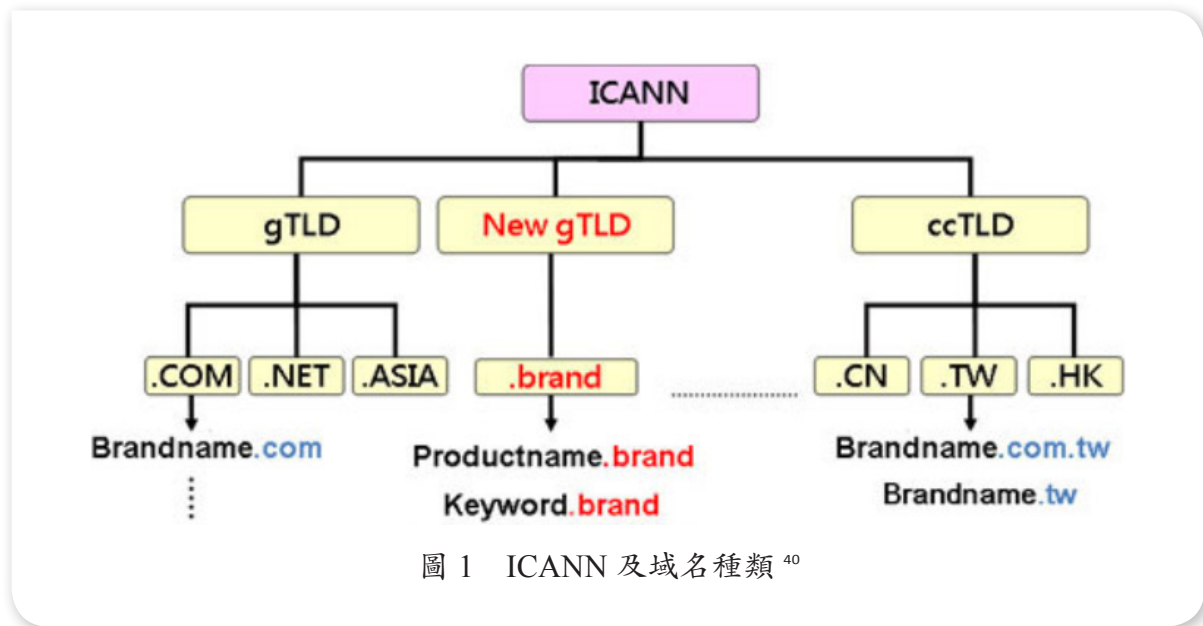 ICANN
gTLD
New gTLD
ccTLD
.COM
.NET
.ASIA
.brand
.CN
.TW
.HK
Brandname.com
Productname.brand
Keyword.brand
Brandname.com.tw
Brandname.tw
圖 1 ICANN 及域名種類 40